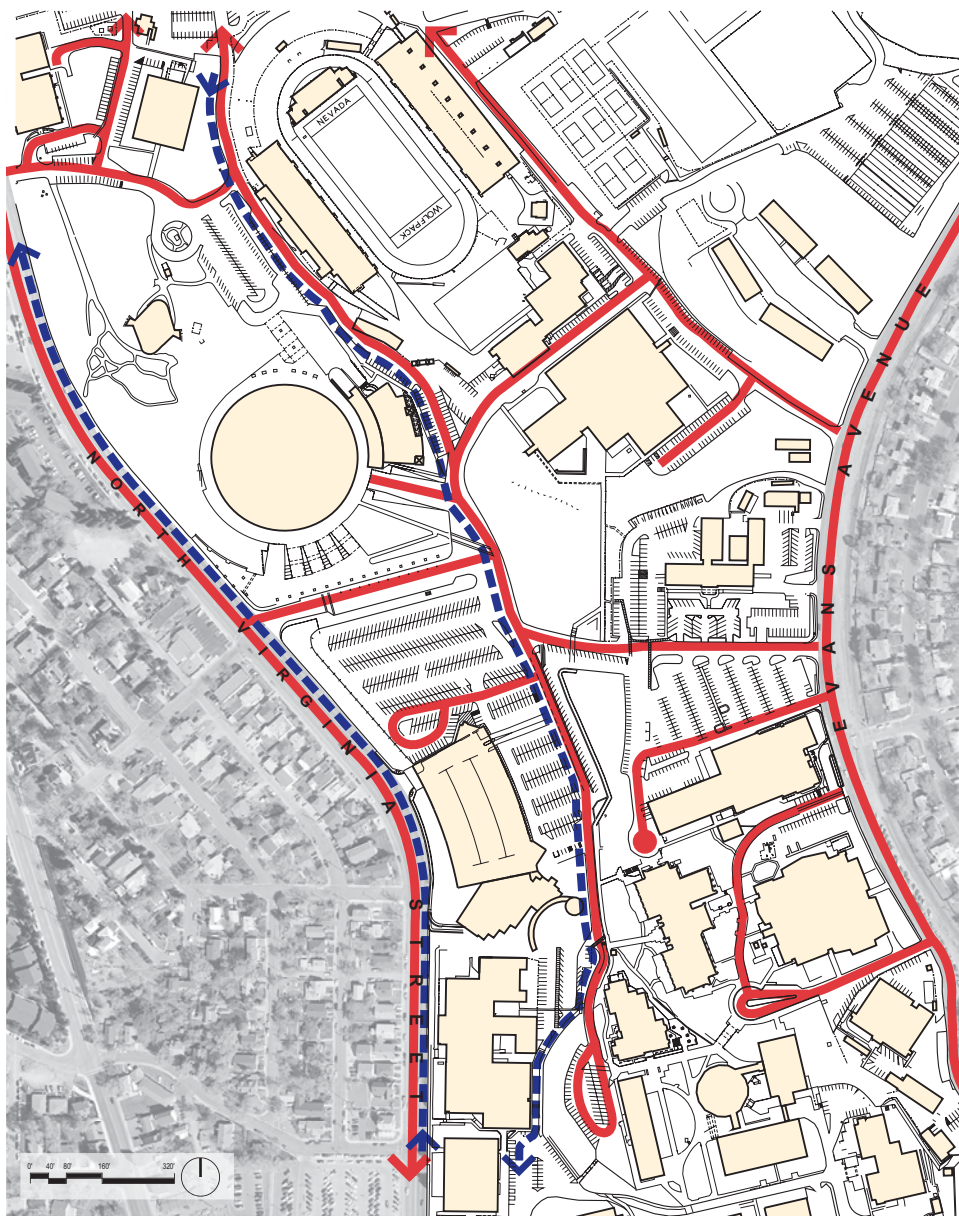 NEVADA
WOLFPACK
NORTH VIRGINIA STREET
EVANS AVENUE
0' 40' 80' 160' 320'